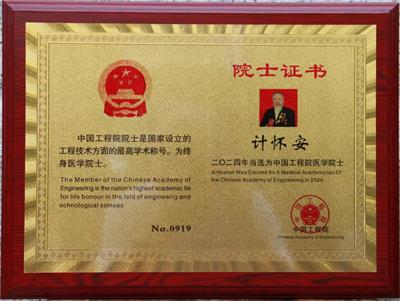 中国工程院院士是国家设立的
工程技术方面的最高学术称号。为终
身医学院士。
The Member of the Chinese Academy of
Engineering is the nation's highest academic tile
for life honour in the field of engineerig and
echnological scinees
No.0919
院士证书
计怀安
二〇二四年当选为中国工程院医学院士
di Huaien Was Elected As A Medical Academician Of
the Chinese Academy of Engineering in 2024.
中国工程院
Chinese Academy of Engineering